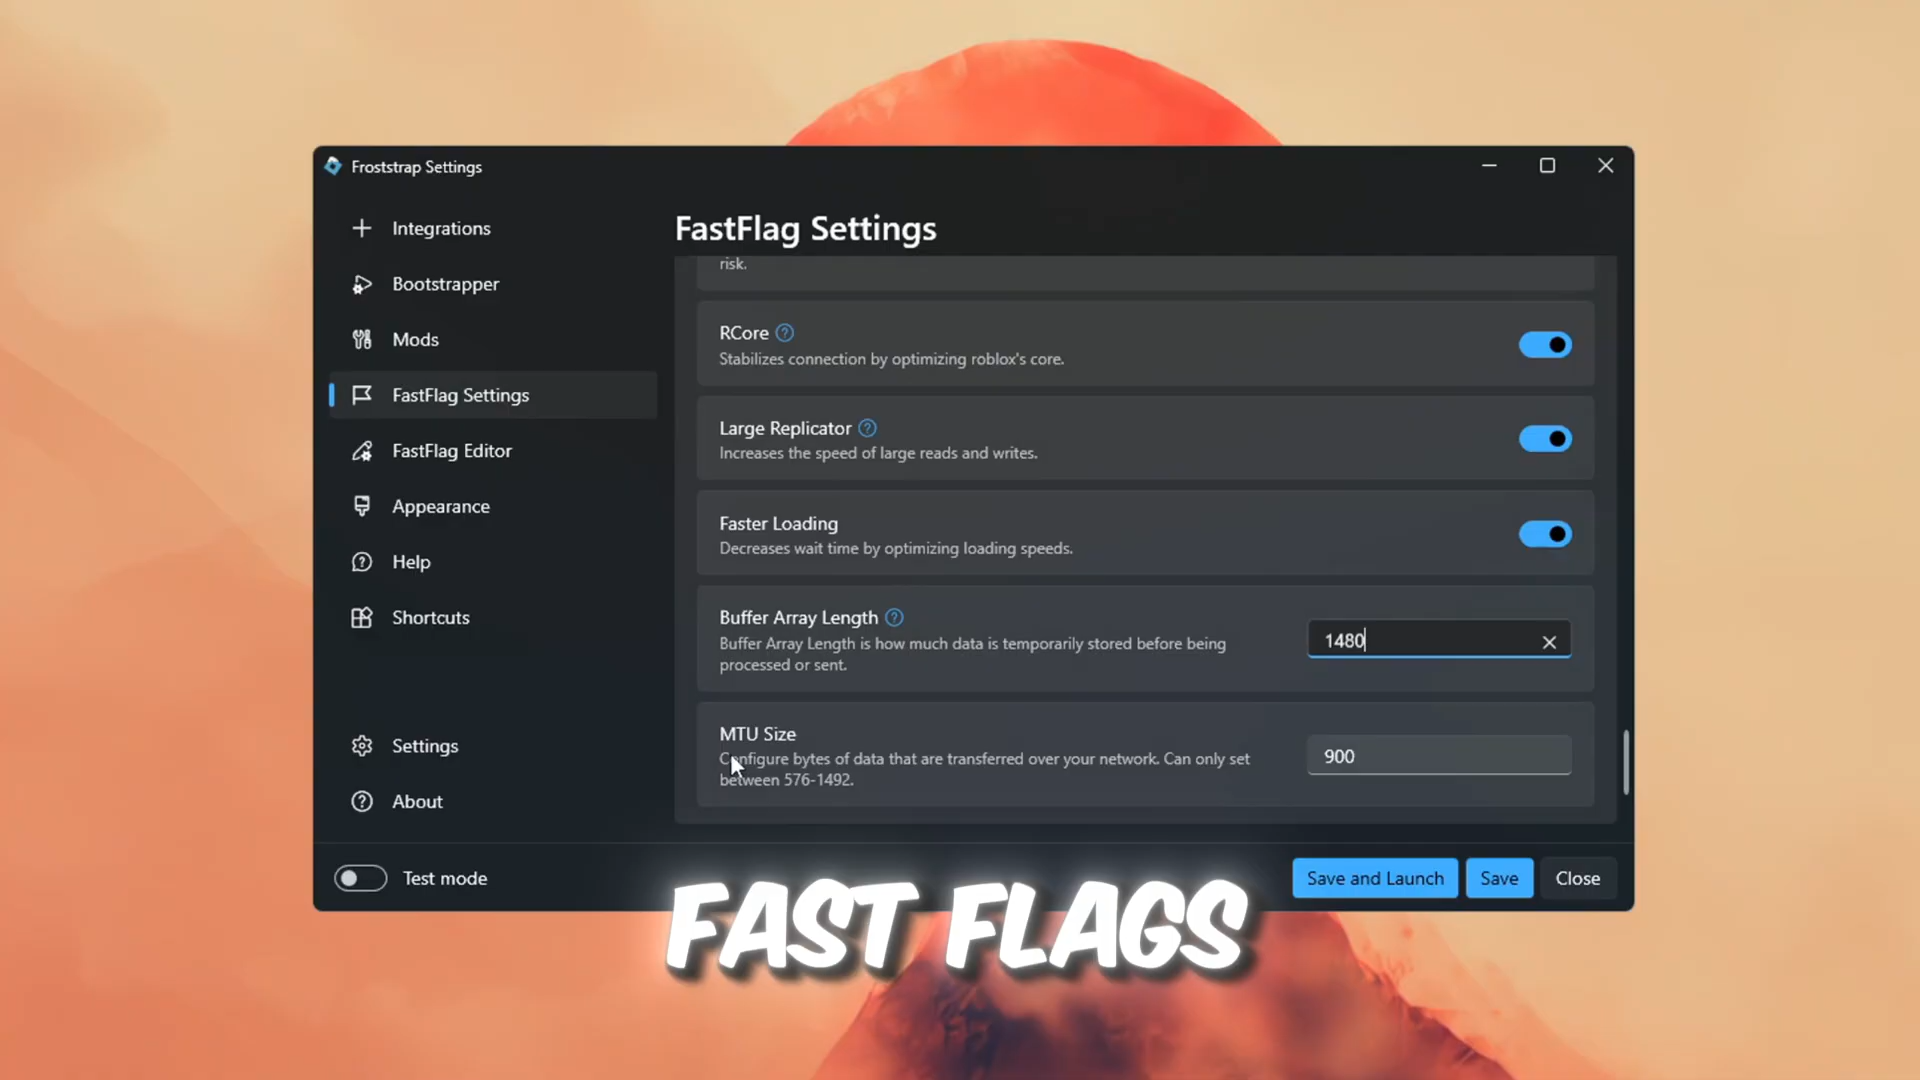 Froststrap Settings
Integrations
Bootstrapper
Mods
FastFlag Settings
FastFlag Editor
Appearance
Help
Shortcuts
Settings
About
Test mode
FastFlag Settings
risk.
RCore
Stabilizes connection by optimizing roblox's core.
Large Replicator
Increases the speed of large reads and writes.
Faster Loading
Decreases wait time by optimizing loading speeds.
Buffer Array Length
Buffer Array Length is how much data is temporarily stored before being
processed or sent.
1480
MTU Size
Configure bytes of data that are transferred over your network. Can only set
between 576-1492.
900
Save and Launch
Save
Close
FAST FLAGS